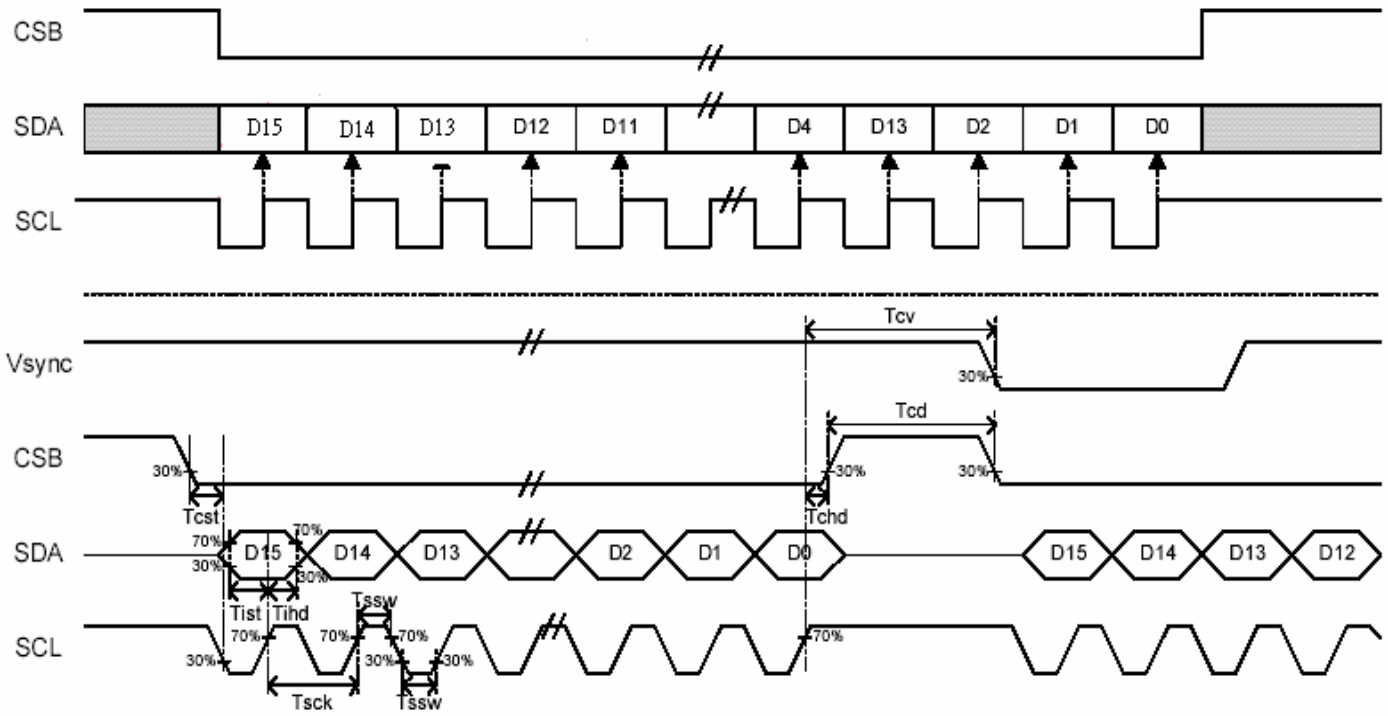 CSB
SDA D15 D14 D13 D12 D11 D4 D13 D2 D1 D0
SCL
Tcv
Vsync
30%
Tcd
CSB
30% 30% 30%
Tcst Tchd
SDA 70% 30% D15 70% 30% D14 D13 D2 D1 D0 D15 D14 D13 D12
Tist Tihd Tssw
SCL 30% 70% 70% 70% 30% 30% 70%
Tsck Tssw